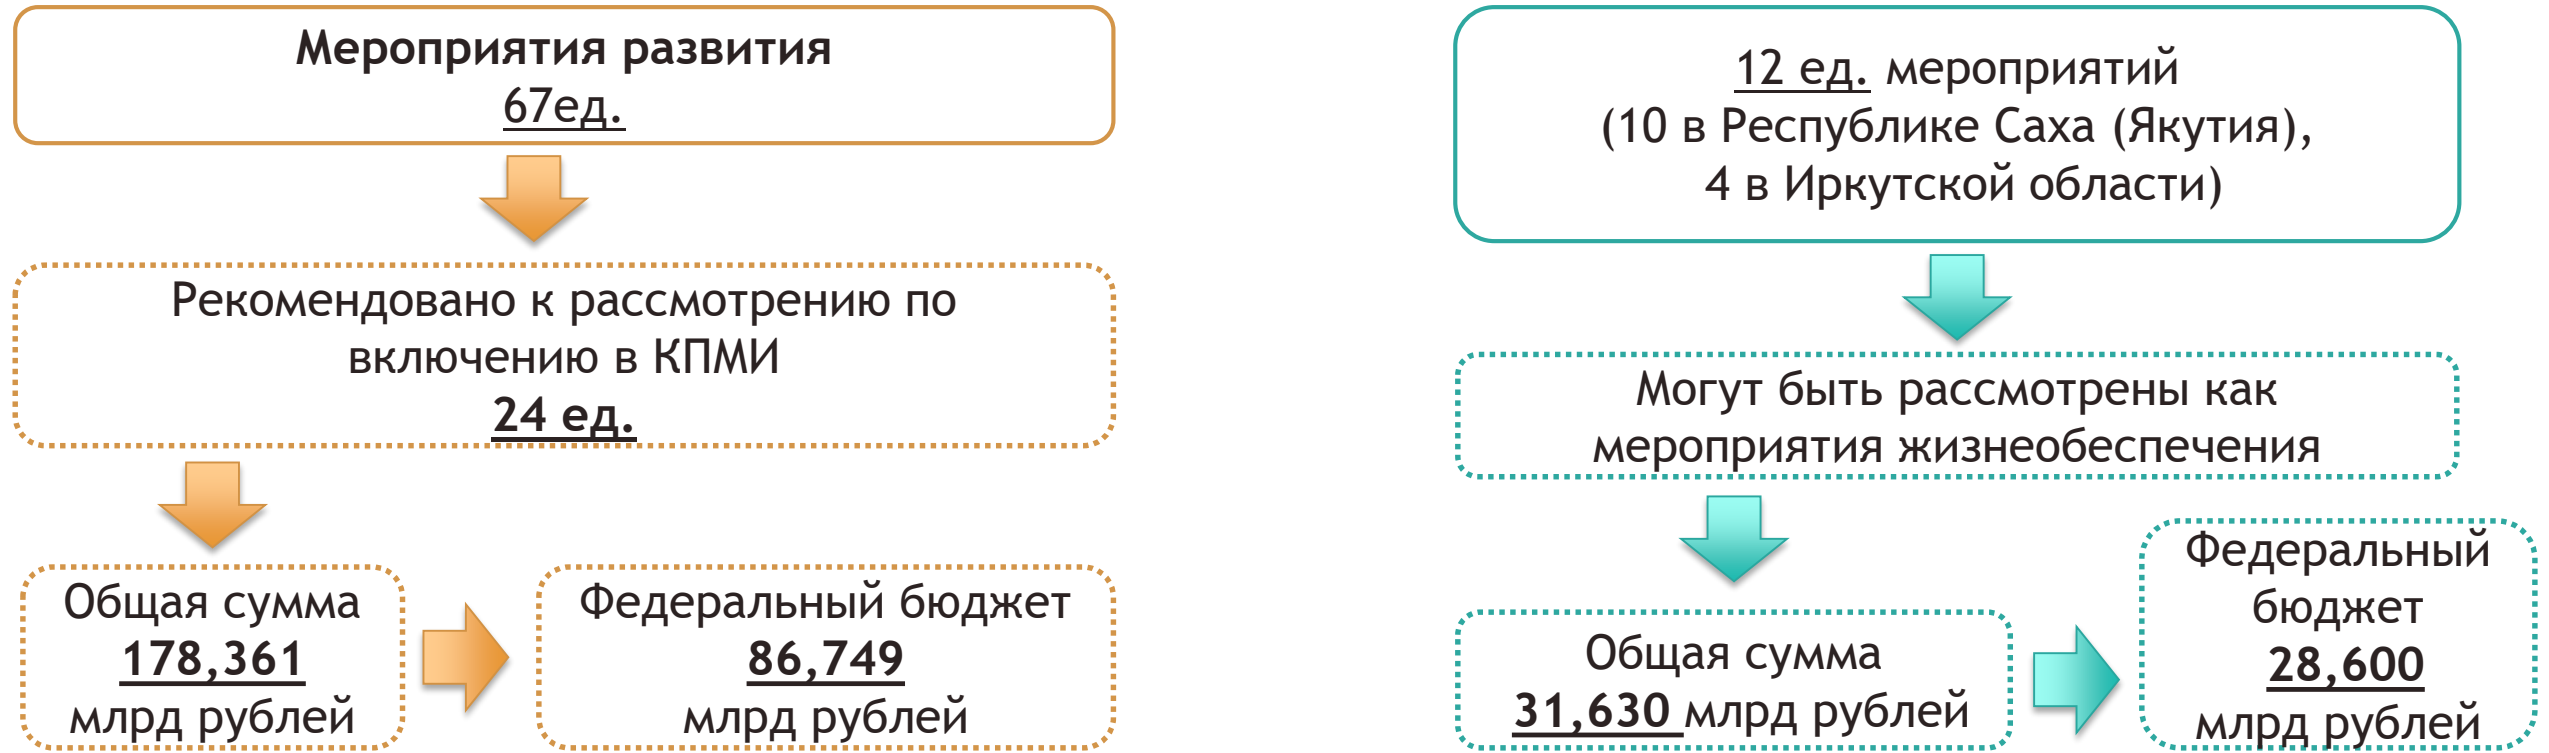 Мероприятия развития
67ед.
Рекомендовано к рассмотрению по
включению в КПМИ
24 ед.
Общая сумма
178,361
млрд рублей
Федеральный бюджет
86,749
млрд рублей
12 ед. мероприятий
(10 в Республике Саха (Якутия),
4 в Иркутской области)
Могут быть рассмотрены как
мероприятия жизнеобеспечения
Общая сумма
31,630 млрд рублей
Федеральный
бюджет
28,600
млрд рублей